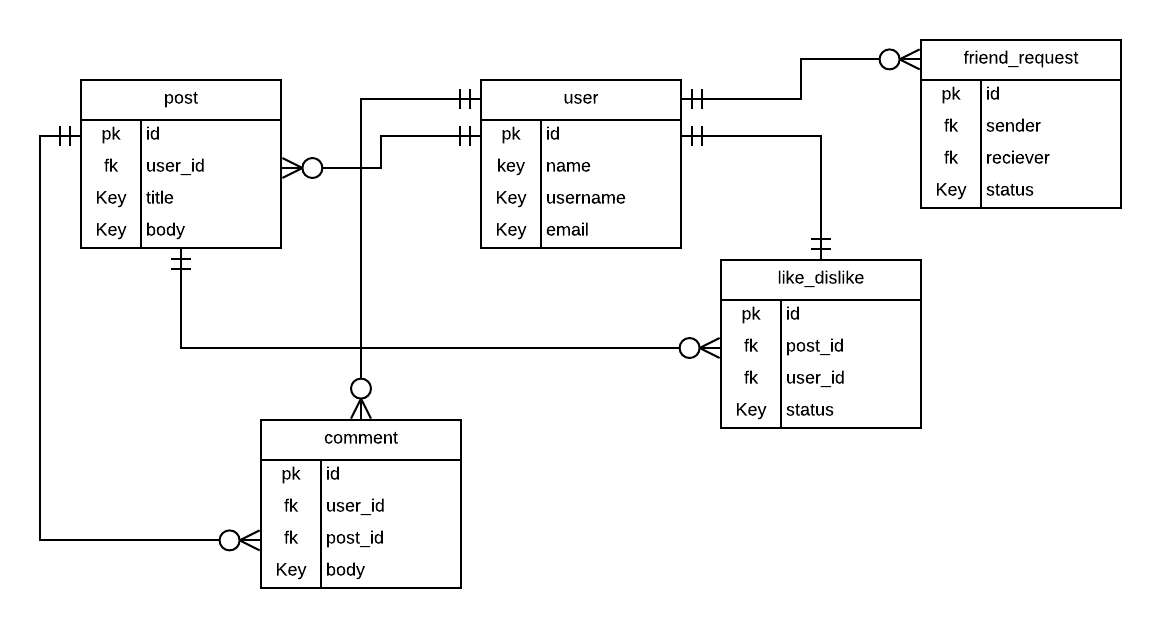 post
pk id
fk user_id
Key title
Key body
user
pk id
key name
Key username
Key email
friend_request
pk id
fk sender
fk reciever
Key status
like_dislike
pk id
fk post_id
fk user_id
Key status
comment
pk id
fk user_id
fk post_id
Key body